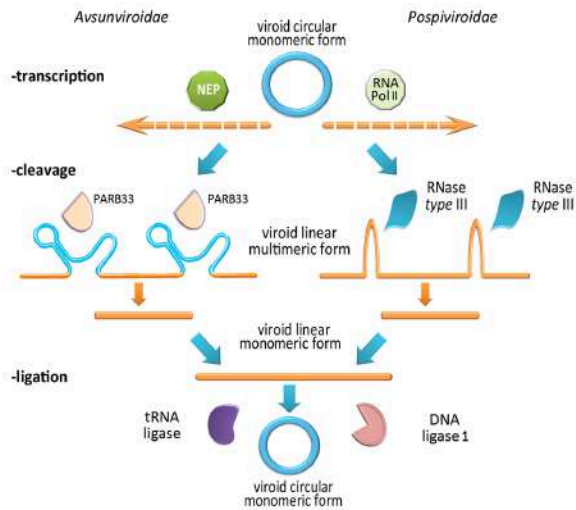 Avsunviroidae
viroid circular
monomeric form
Pospiviroidae
-transcription
NEP
RNA
Pol II
-cleavage
PARB33
PARB33
RNase
type III
RNase
type III
viroid linear
multimeric form
viroid linear
monomeric form
-ligation
tRNA
ligase
DNA
ligase 1
viroid circular
monomeric form